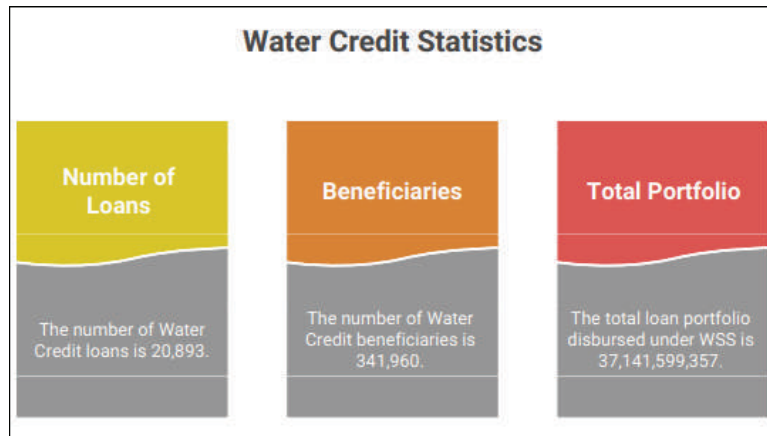 Water Credit Statistics
Number of
Loans
The number of Water
Credit loans is 20,893.
Beneficiaries
The number of Water
Credit beneficiaries is
341,960.
Total Portfolio
The total loan portfolio
disbursed under WSS is
37,141,599,357.